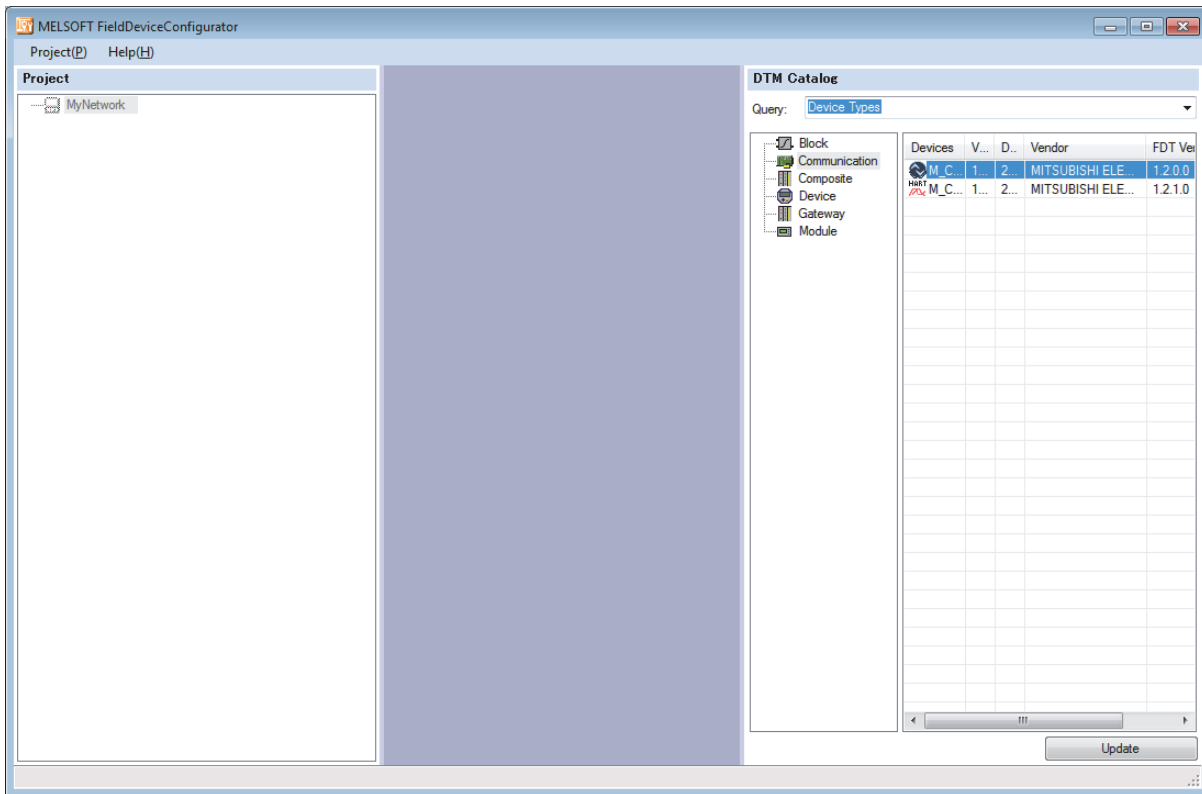 MELSOFT FieldDeviceConfigurator
Project(P) Help(H)
Project
MyNetwork
DTM Catalog
Query: Device Types
Block
Communication
Composite
Device
Gateway
Module
Devices V... D.. Vendor FDT Ver
M_C... 1... 2... MITSUBISHI ELE... 1.2.0.0
HART M_C... 1... 2... MITSUBISHI ELE... 1.2.1.0
Update